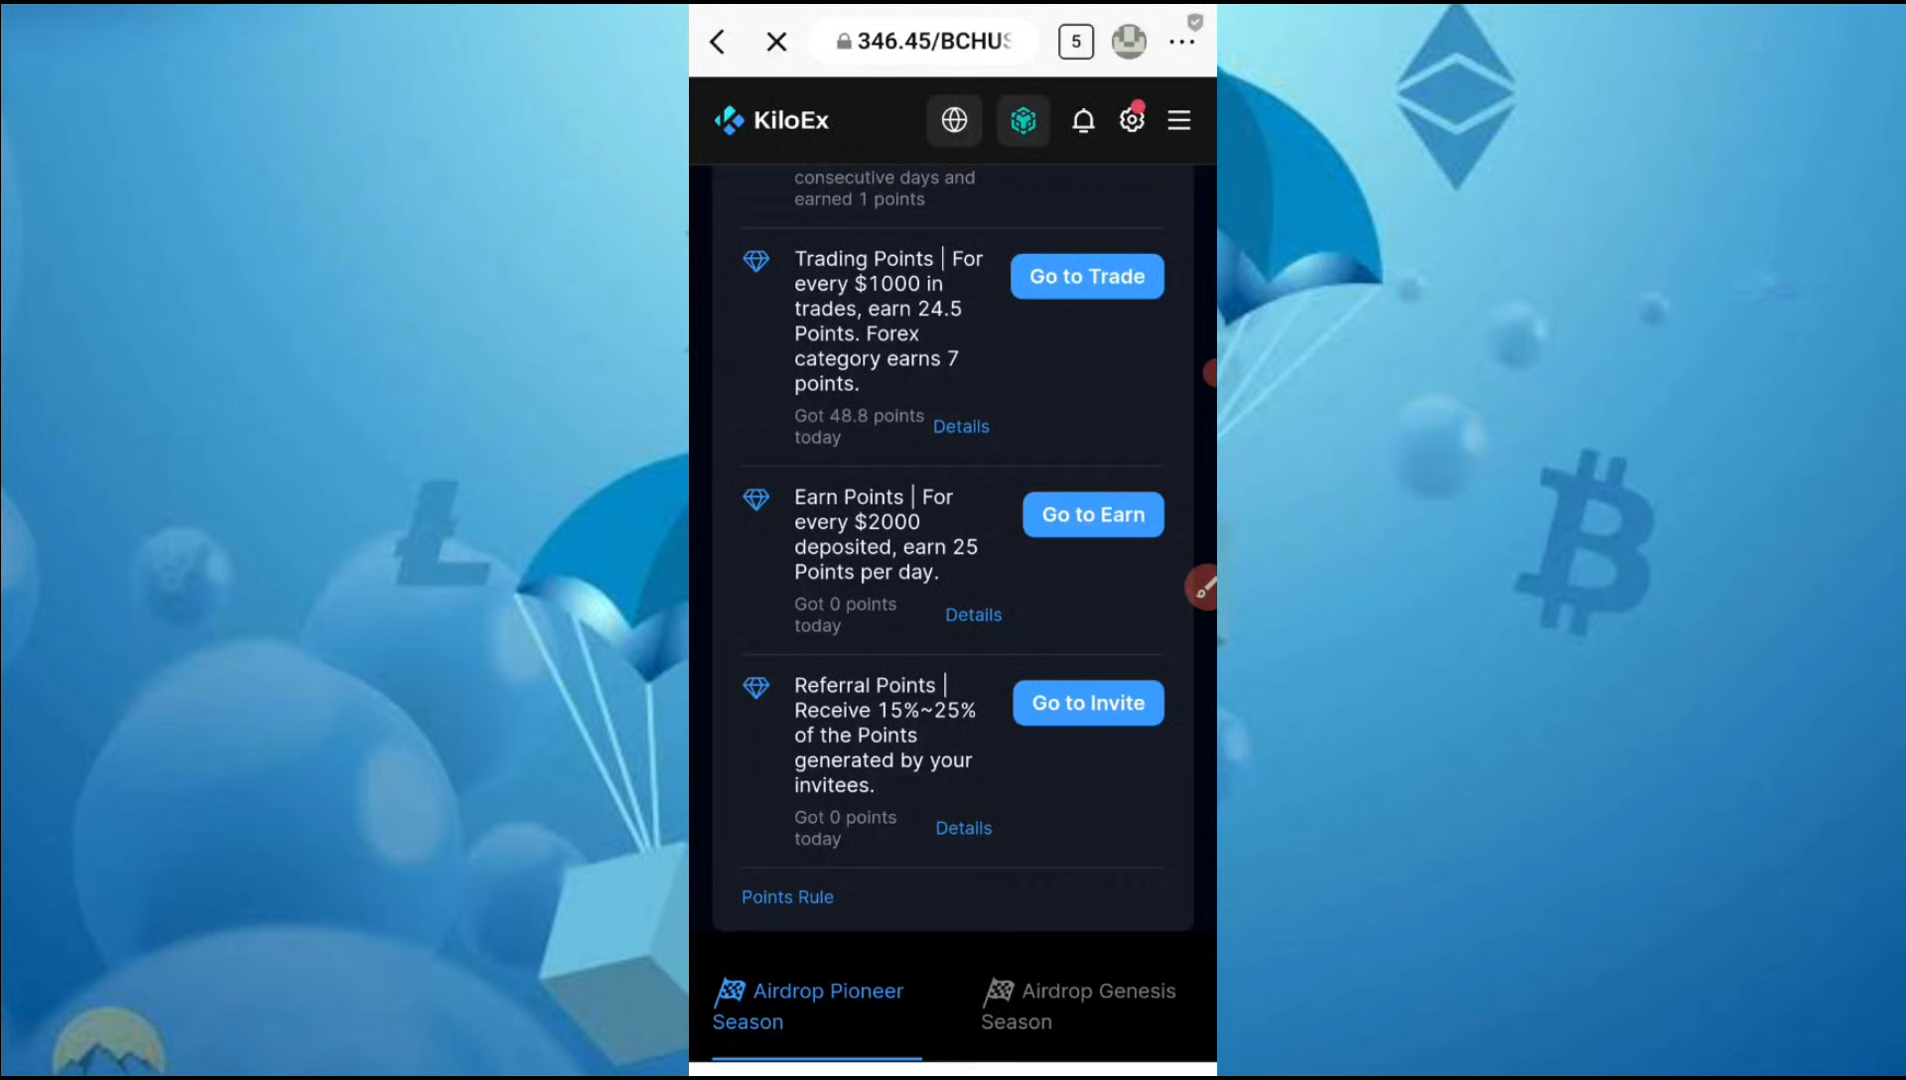 346.45/BCHUS
5
KiloEx
consecutive days and
earned 1 points
Trading Points | For
every $1000 in
trades, earn 24.5
Points. Forex
category earns 7
points.
Go to Trade
Got 48.8 points
today
Details
Earn Points | For
every $2000
deposited, earn 25
Points per day.
Go to Earn
Got 0 points
today
Details
Referral Points |
Receive 15%~25%
of the Points
generated by your
invitees.
Go to Invite
Got 0 points
today
Details
Points Rule
Airdrop Pioneer
Season
Airdrop Genesis
Season